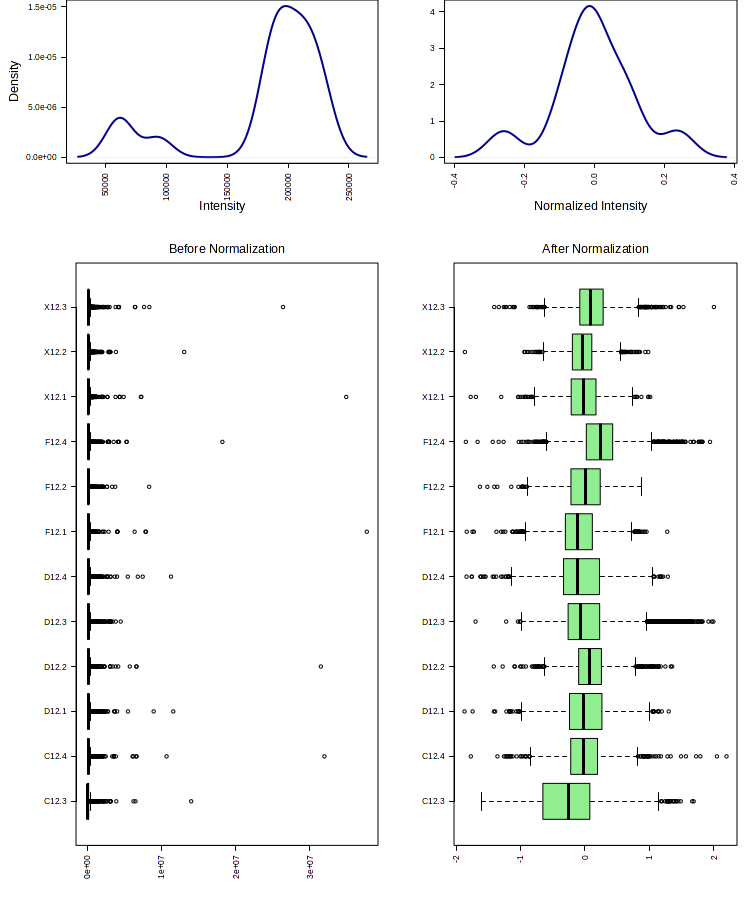 1.5e-05
1.0e-05
5.0e-06
0.0e+00
Density
50000
100000
150000
200000
250000
Intensity
4
3
2
1
0
-0.4
-0.2
0.0
0.2
0.4
Normalized Intensity
Before Normalization
X12.3
X12.2
X12.1
F12.4
F12.2
F12.1
D12.4
D12.3
D12.2
D12.1
C12.4
C12.3
0e+00
1e+07
2e+07
3e+07
After Normalization
X12.3
X12.2
X12.1
F12.4
F12.2
F12.1
D12.4
D12.3
D12.2
D12.1
C12.4
C12.3
-2
-1
0
1
2